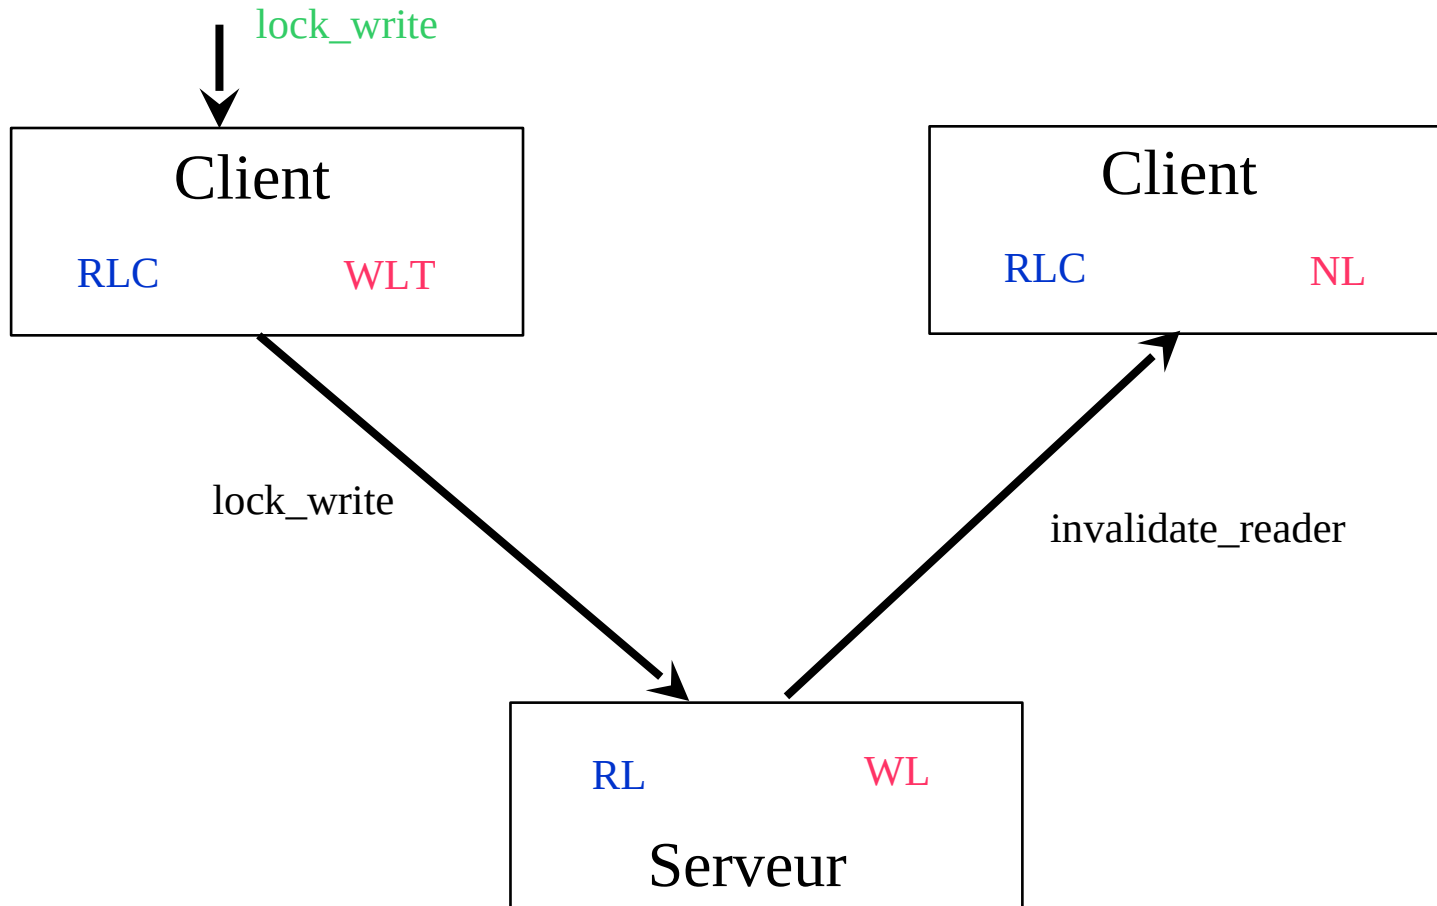 lock_write
Client
RLC WLT
Client
RLC NL
lock_write
invalidate_reader
RL WL
Serveur